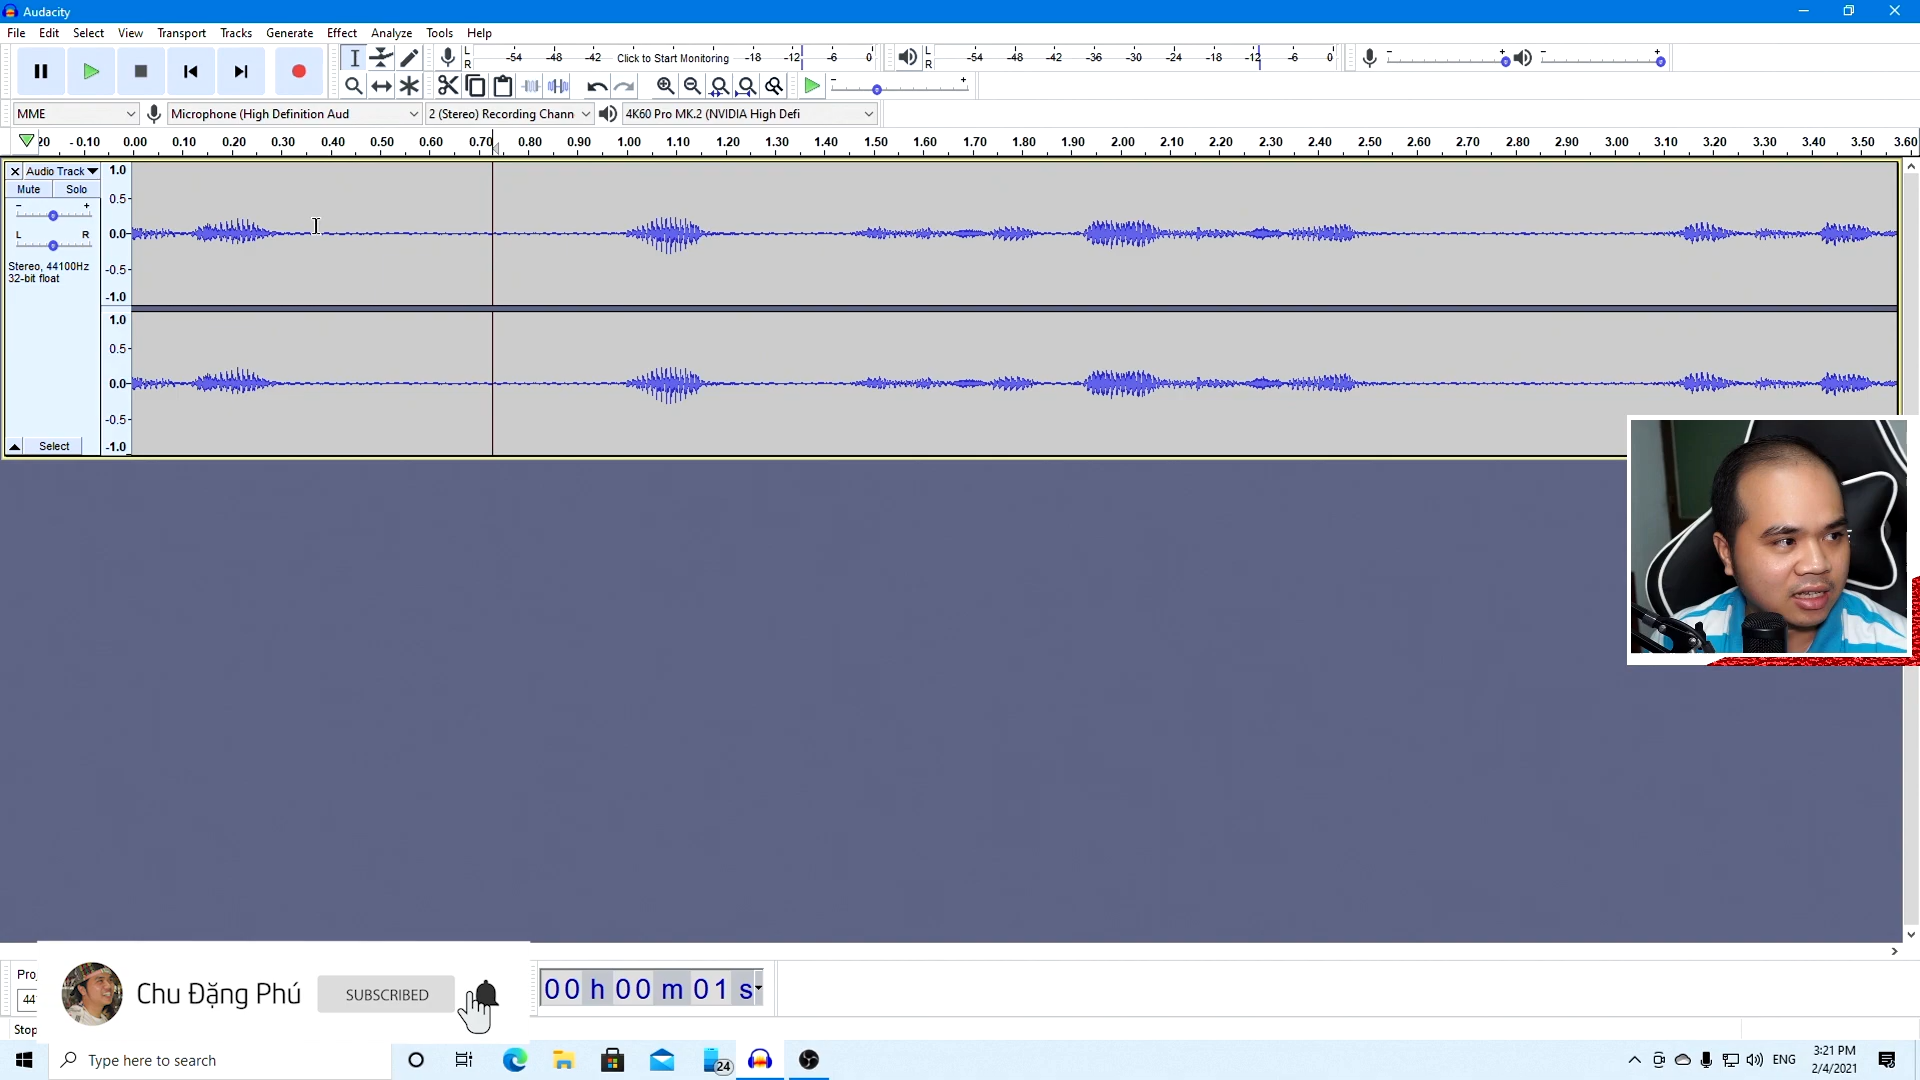 Audacity
File Edit Select View Transport Tracks Generate Effect Analyze Tools Help
L R -54 -48 -42 Click to Start Monitoring -18 -12 -6 0 L R -54 -48 -42 -36 -30 -24 -18 -12 -6 0 - + - +
- +
MME Microphone (High Definition Aud 2 (Stereo) Recording Chann 4K60 Pro MK.2 (NVIDIA High Defi
20 -0.10 0.00 0.10 0.20 0.30 0.40 0.50 0.60 0.70 0.80 0.90 1.00 1.10 1.20 1.30 1.40 1.50 1.60 1.70 1.80 1.90 2.00 2.10 2.20 2.30 2.40 2.50 2.60 2.70 2.80 2.90 3.00 3.10 3.20 3.30 3.40 3.50 3.60
Audio Track 1.0
Mute Solo 0.5
- +
L R 0.0
Stereo, 44100Hz -0.5
32-bit float
-1.0
1.0
0.5
0.0
-0.5
Select -1.0
Proj
44
00 h 00 m 01 s
Chu Đặng Phú SUBSCRIBED
Stop
Type here to search 24 ENG 3:21 PM
2/4/2021